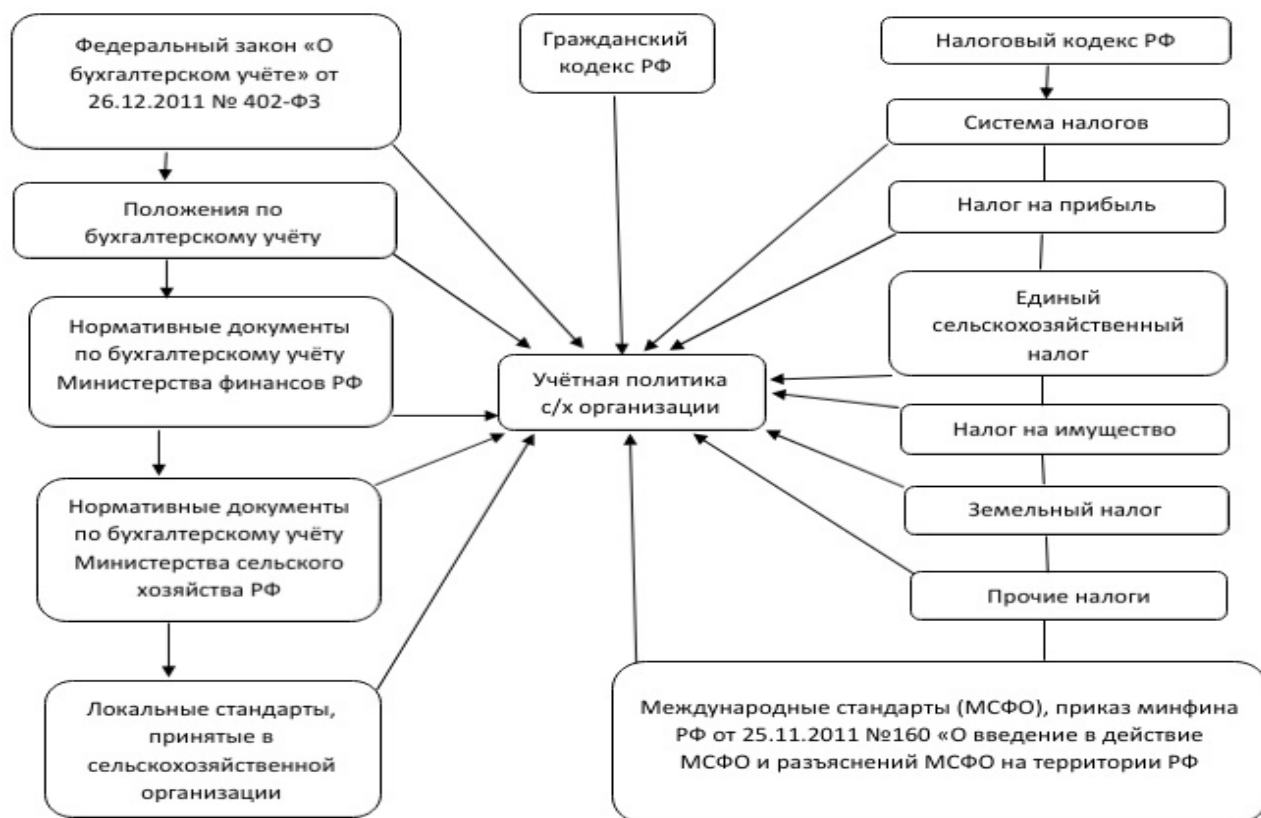 Федеральный закон «О
бухгалтерском учёте» от
26.12.2011 № 402-ФЗ
Положения по
бухгалтерскому учёту
Нормативные документы
по бухгалтерскому учёту
Министерства финансов РФ
Нормативные документы
по бухгалтерскому учёту
Министерства сельского
хозяйства РФ
Локальные стандарты,
принятые в
сельскохозяйственной
организации
Гражданский
кодекс РФ
Учётная политика
с/х организации
Налоговый кодекс РФ
Система налогов
Налог на прибыль
Единый
сельскохозяйственный
налог
Налог на имущество
Земельный налог
Прочие налоги
Международные стандарты (МСФО), приказ минфина
РФ от 25.11.2011 №160 «О введение в действие
МСФО и разъяснений МСФО на территории РФ